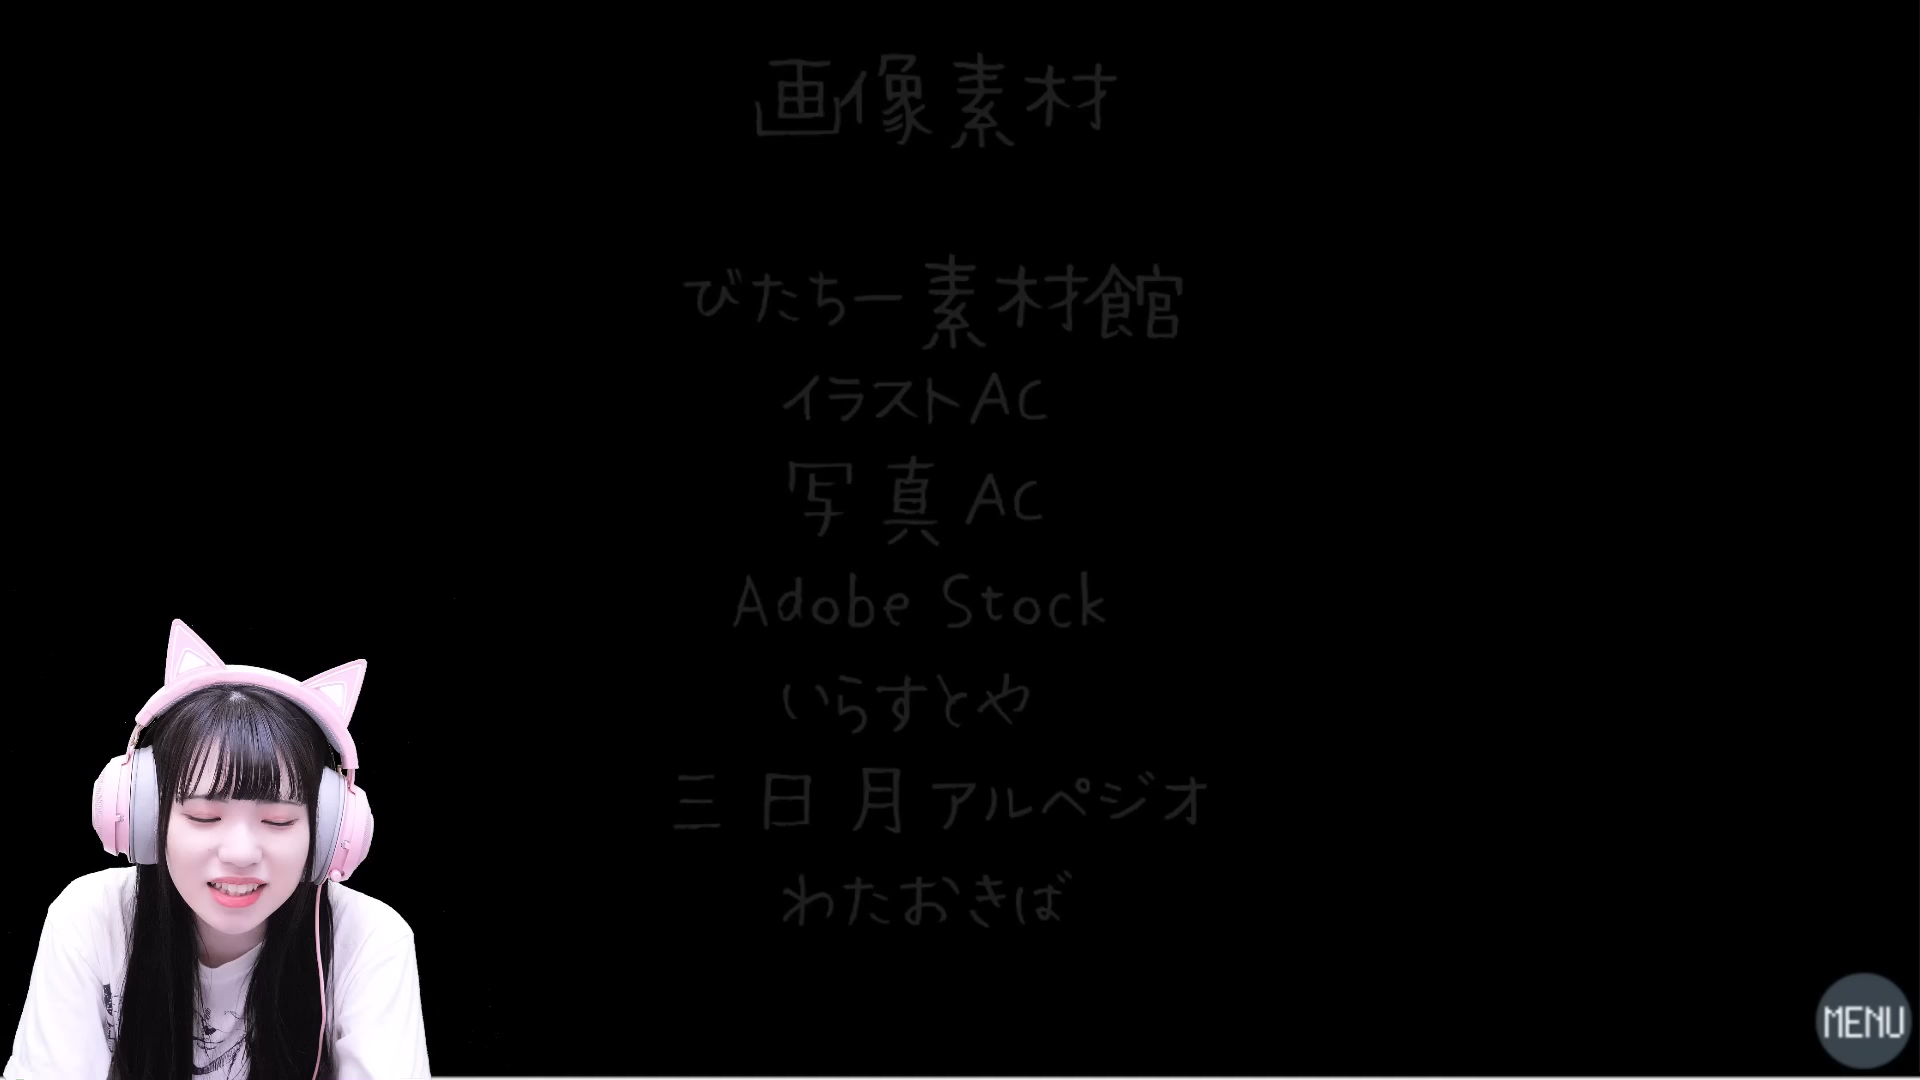 画像素材
びたちー素材館
イラストAC
写真AC
Adobe Stock
いらすとや
三日月アルペジオ
わたおきば
MENU